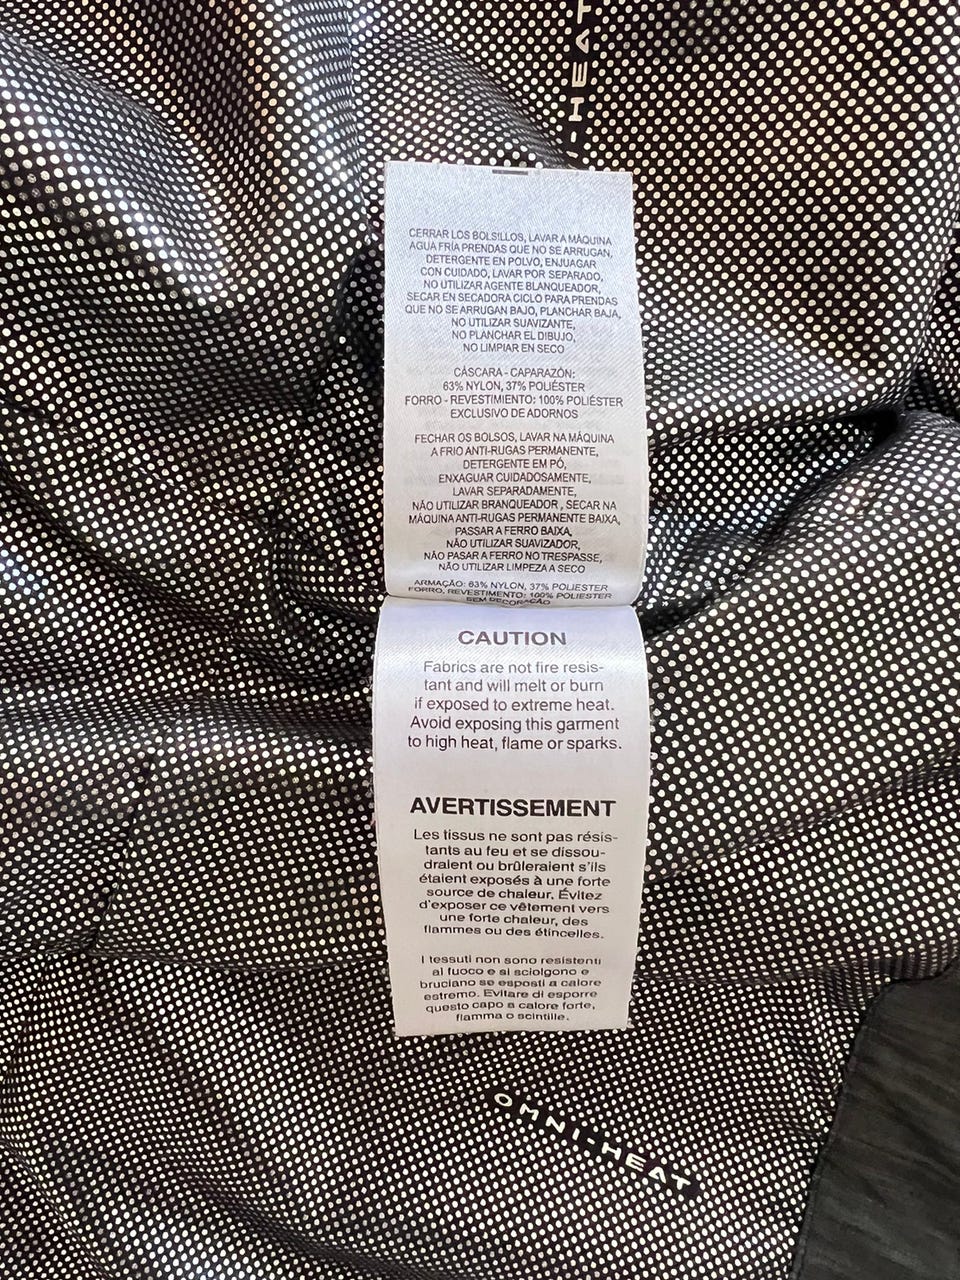 -HEAT
CERRAR LOS BOLSILLOS, LAVAR A MÁQUINA
AGUA FRÍA PRENDAS QUE NO SE ARRUGAN,
DETERGENTE EN POLVO, ENJUAGAR
CON CUIDADO, LAVAR POR SEPARADO,
NO UTILIZAR AGENTE BLANQUEADOR,
SECAR EN SECADORA CICLO PARA PRENDAS
QUE NO SE ARRUGAN BAJO, PLANCHAR BAJA,
NO UTILIZAR SUAVIZANTE,
NO PLANCHAR EL DIBUJO,
NO LIMPIAR EN SECO
CÁSCARA - CAPARAZÓN:
63% NYLON, 37% POLIÉSTER
FORRO - REVESTIMIENTO: 100% POLIÉSTER
EXCLUSIVO DE ADORNOS
FECHAR OS BOLSOS, LAVAR NA MÁQUINA
A FRIO ANTI-RUGAS PERMANENTE,
DETERGENTE EM PÓ,
ENXAGUAR CUIDADOSAMENTE,
LAVAR SEPARADAMENTE,
NÃO UTILIZAR BRANQUEADOR , SECAR NA
MÁQUINA ANTI-RUGAS PERMANENTE BAIXA,
PASSAR A FERRO BAIXA,
NÃO UTILIZAR SUAVIZADOR,
NÃO PASAR A FERRO NO TRESPASSE,
NÃO UTILIZAR LIMPEZA A SECO
ARMAÇÃO: 63% NYLON, 37% POLIESTER
FORRO, REVESTIMENTO: 100% POLIESTER
SEM DECORAÇÃO
CAUTION
Fabrics are not fire resis-
tant and will melt or burn
if exposed to extreme heat.
Avoid exposing this garment
to high heat, flame or sparks.
AVERTISSEMENT
Les tissus ne sont pas résis-
tants au feu et se dissou-
draient ou brûleraient s'ils
étaient exposés à une forte
source de chaleur. Évitez
d'exposer ce vêtement vers
une forte chaleur, des
flammes ou des étincelles.
I tessuti non sono resistenti
al fuoco e si sciolgono e
bruciano se esposti a calore
estremo. Evitare di esporre
questo capo a calore forte,
fiamma o scintille.
OMNI-HEAT